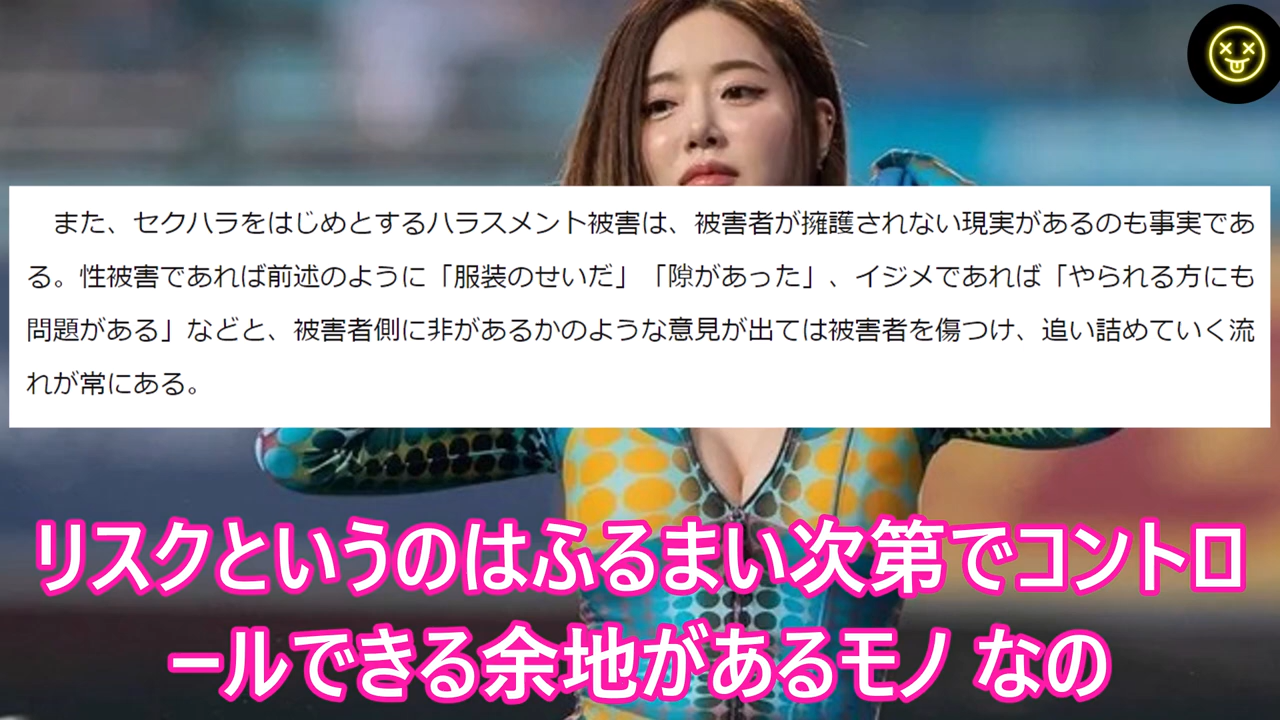 また、セクハラをはじめとするハラスメント被害は、被害者が擁護されない現実があるのも事実であ
る。性被害であれば前述のように「服装のせいだ」「隙があった」、イジメであれば「やられる方にも
問題がある」などと、被害者側に非があるかのような意見が出ては被害者を傷つけ、追い詰めていく流
れが常にある。
リスクというのはふるまい次第でコントロ
ールできる余地があるモノ なの